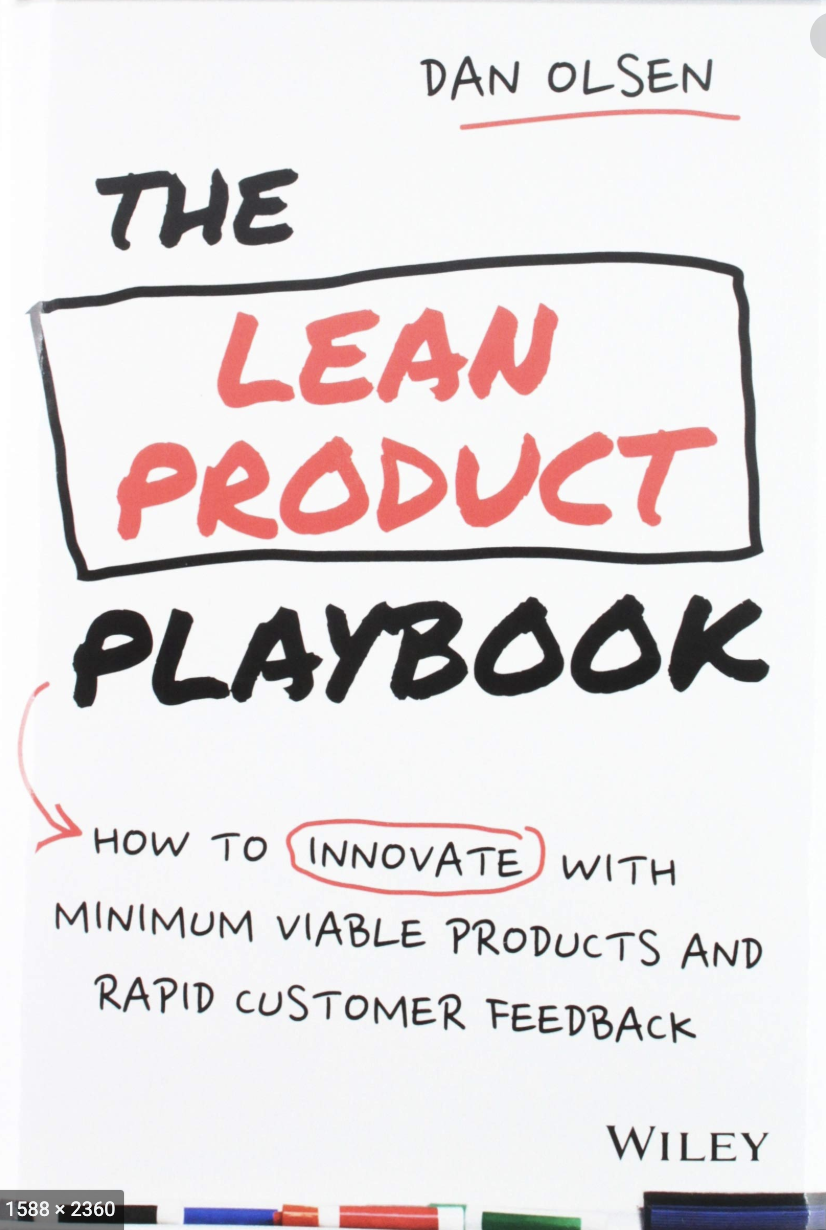 DAN OLSEN
THE
LEAN
PRODUCT
PLAYBOOK
HOW TO INNOVATE WITH
MINIMUM VIABLE PRODUCTS AND
RAPID CUSTOMER FEEDBACK
WILEY
1588 × 2360